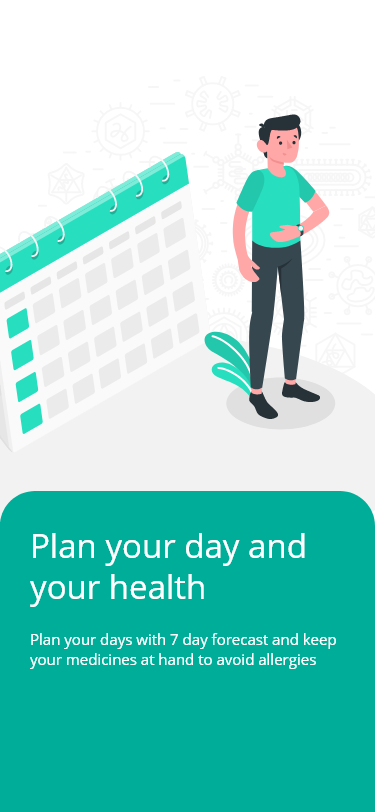 Plan your day and
your health
Plan your days with 7 day forecast and keep
your medicines at hand to avoid allergies